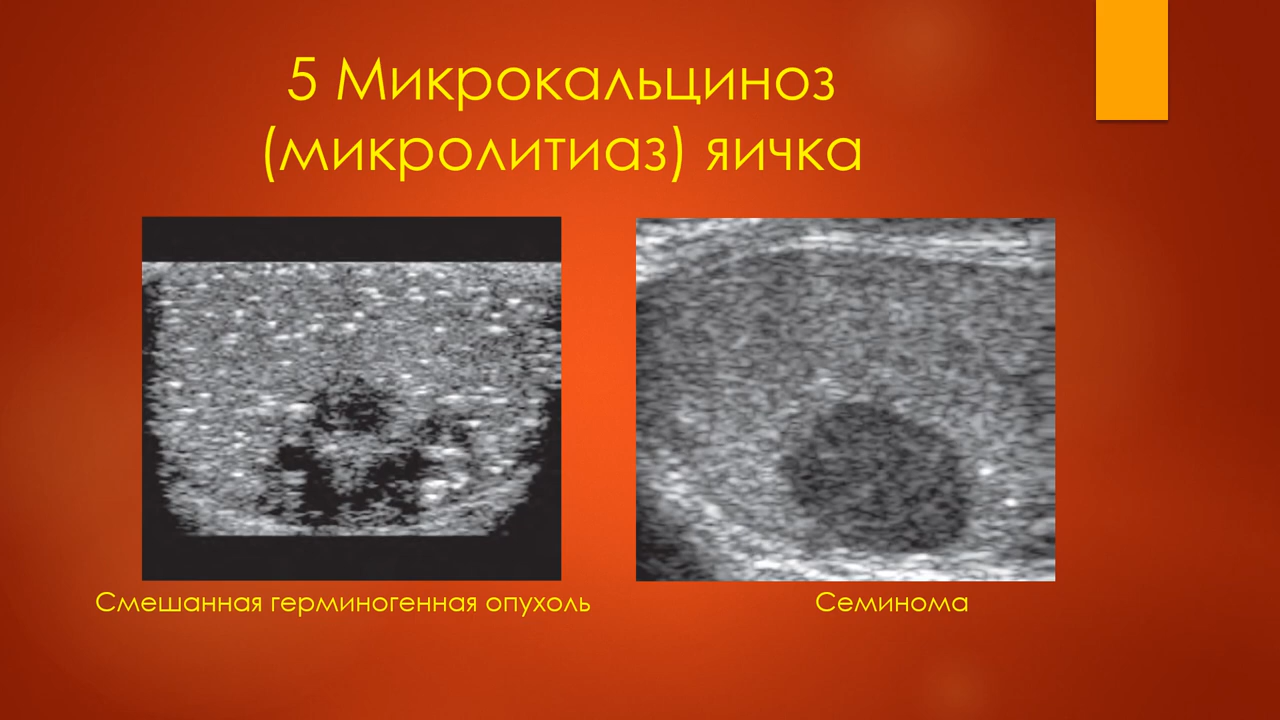 5 Микрокальциноз
(микролитиаз) яичка
Смешанная герминогенная опухоль
Семинома